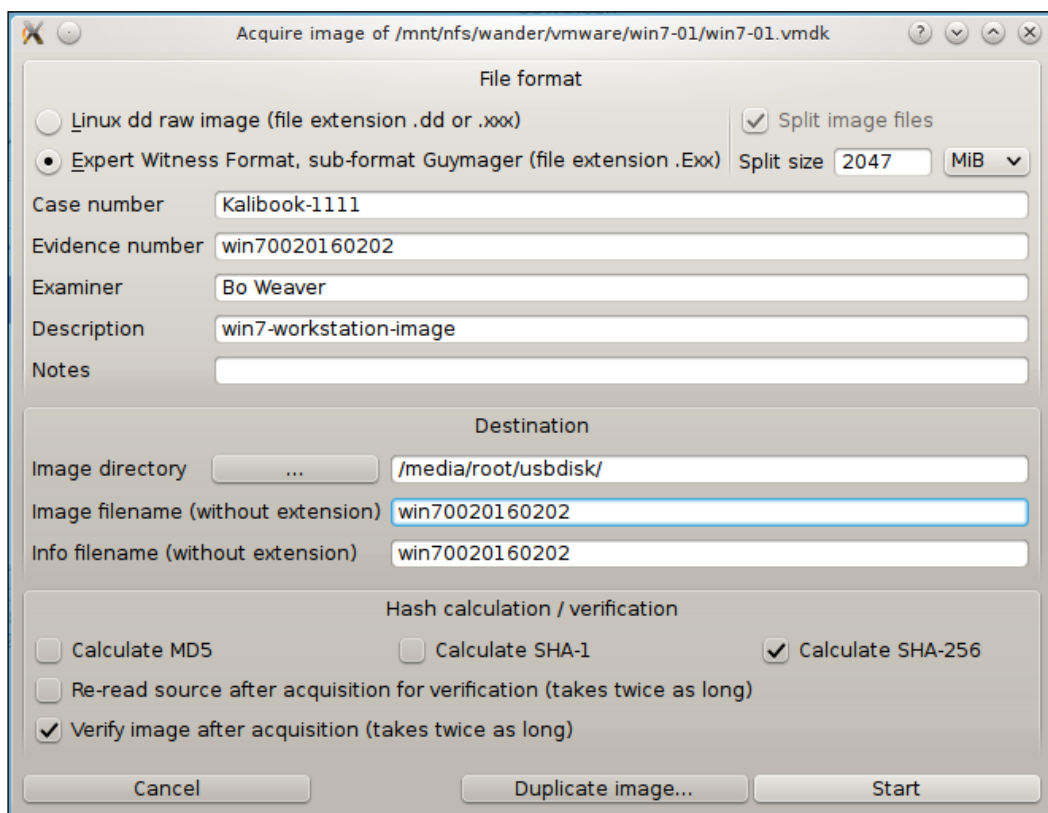 Acquire image of /mnt/nfs/wander/vmware/win7-01/win7-01.vmdk
File format
Linux dd raw image (file extension .dd or .xxx)
Split image files
Expert Witness Format, sub-format Guymager (file extension .Exx)
Split size 2047 MiB
Case number Kalibook-1111
Evidence number win70020160202
Examiner Bo Weaver
Description win7-workstation-image
Notes
Destination
Image directory ... /media/root/usbdisk/
Image filename (without extension) win70020160202
Info filename (without extension) win70020160202
Hash calculation / verification
Calculate MD5 Calculate SHA-1 Calculate SHA-256
Re-read source after acquisition for verification (takes twice as long)
Verify image after acquisition (takes twice as long)
Cancel Duplicate image... Start